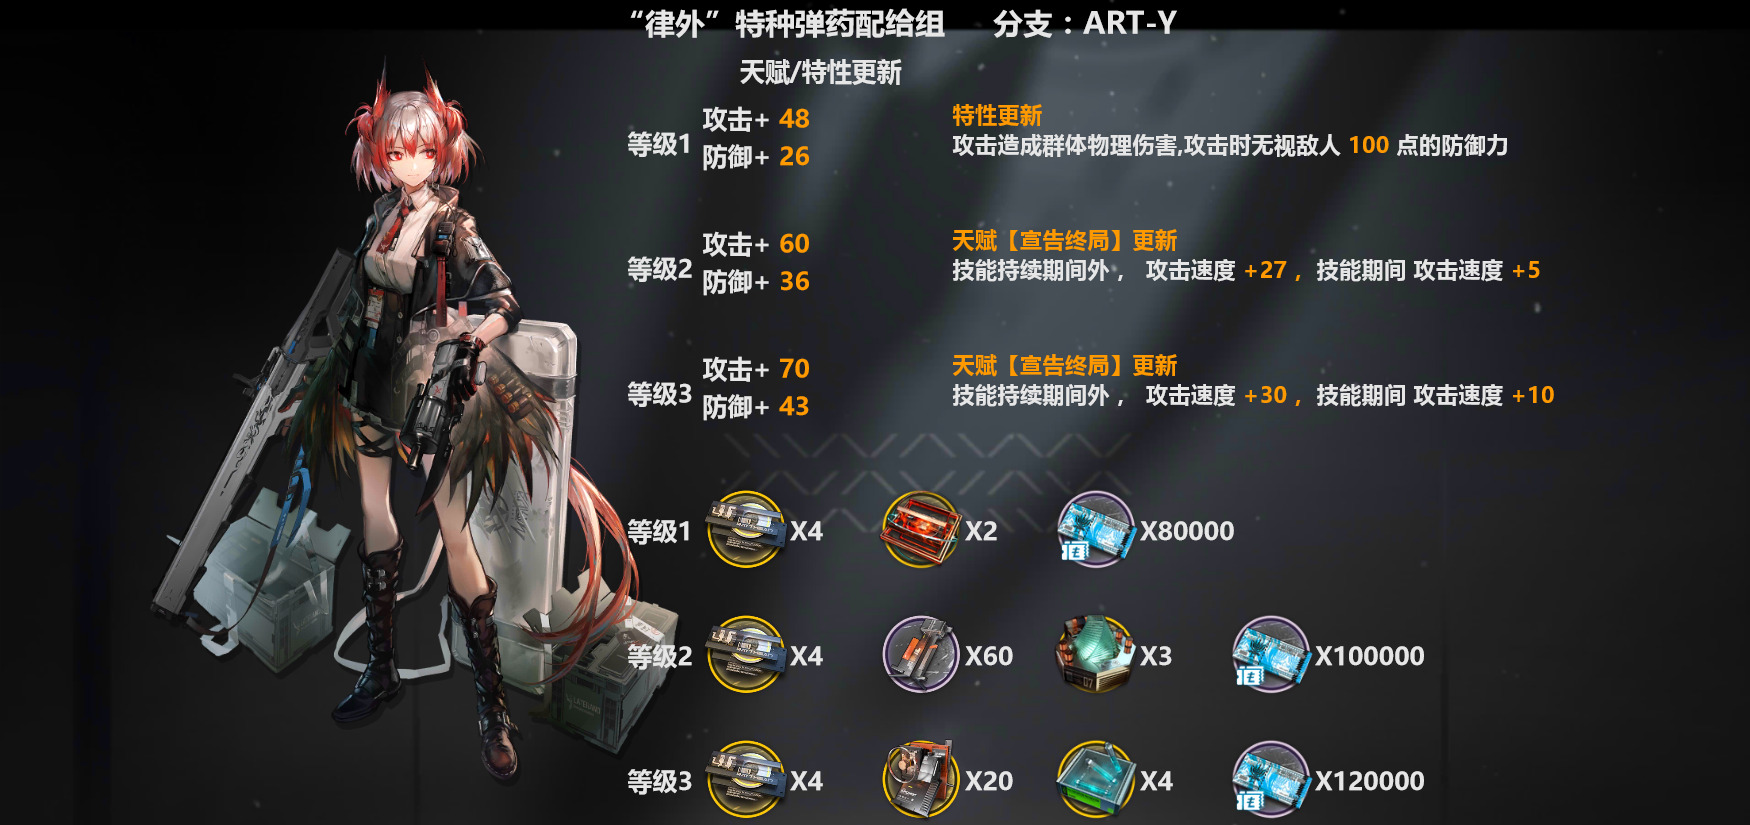 “律外”特种弹药配给组 分支：ART-Y
天赋/特性更新
等级1
攻击+ 48
防御+ 26
特性更新
攻击造成群体物理伤害,攻击时无视敌人 100 点的防御力
等级2
攻击+ 60
防御+ 36
天赋【宣告终局】更新
技能持续期间外， 攻击速度 +27， 技能期间 攻击速度 +5
等级3
攻击+ 70
防御+ 43
天赋【宣告终局】更新
技能持续期间外， 攻击速度 +30， 技能期间 攻击速度 +10
等级1 X4 X2 X80000
等级2 X4 X60 X3 X100000
等级3 X4 X20 X4 X120000